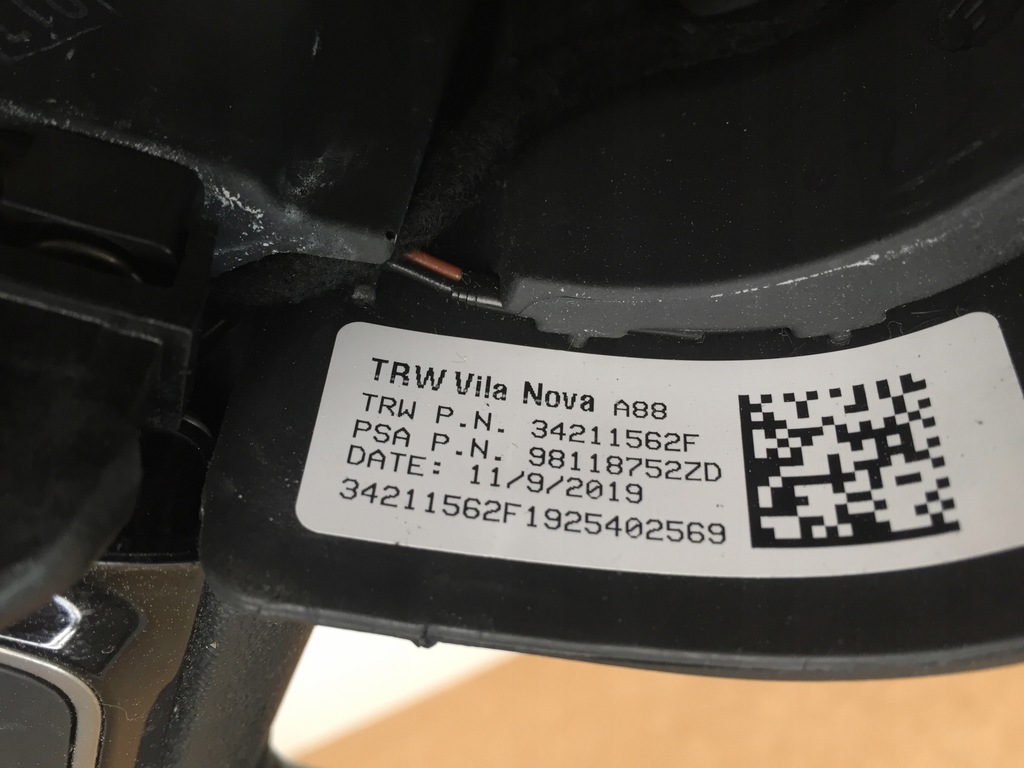 TRW Vila Nova A88
TRW P.N. 34211562F
PSA P.N. 98118752ZD
DATE: 11/9/2019
34211562F1925402569